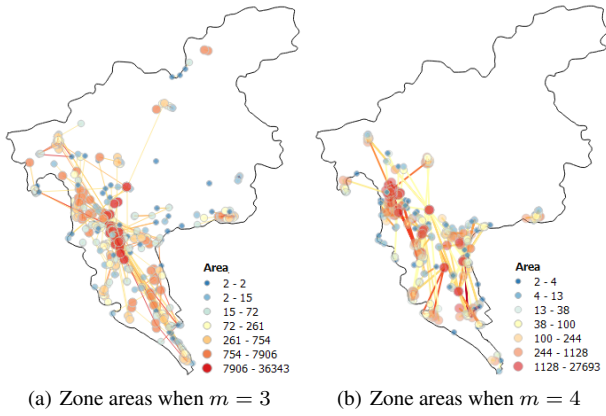 Area
2 - 2
2 - 15
15 - 72
72 - 261
261 - 754
754 - 7906
7906 - 36343
Area
2 - 4
4 - 13
13 - 38
38 - 100
100 - 244
244 - 1128
1128 - 27693
(a) Zone areas when m = 3
(b) Zone areas when m = 4